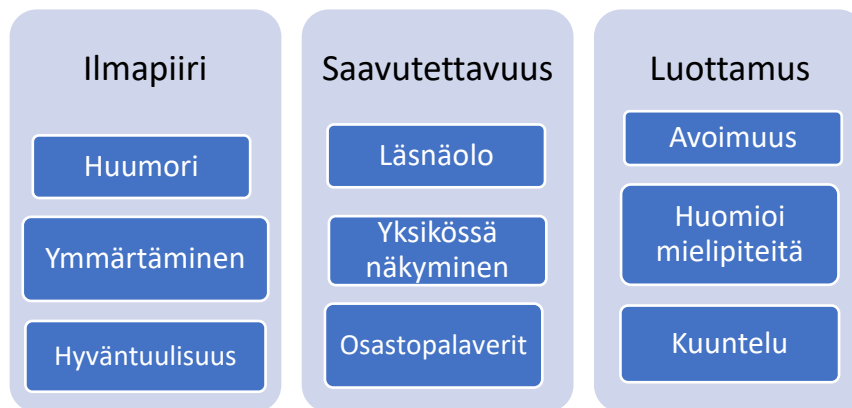 Ilmapiiri
Huumori
Ymmärtäminen
Hyväntuulisuus
Saavutettavuus
Läsnäolo
Yksikössä
näkyminen
Osastopalaverit
Luottamus
Avoimuus
Huomioi
mielipiteitä
Kuuntelu